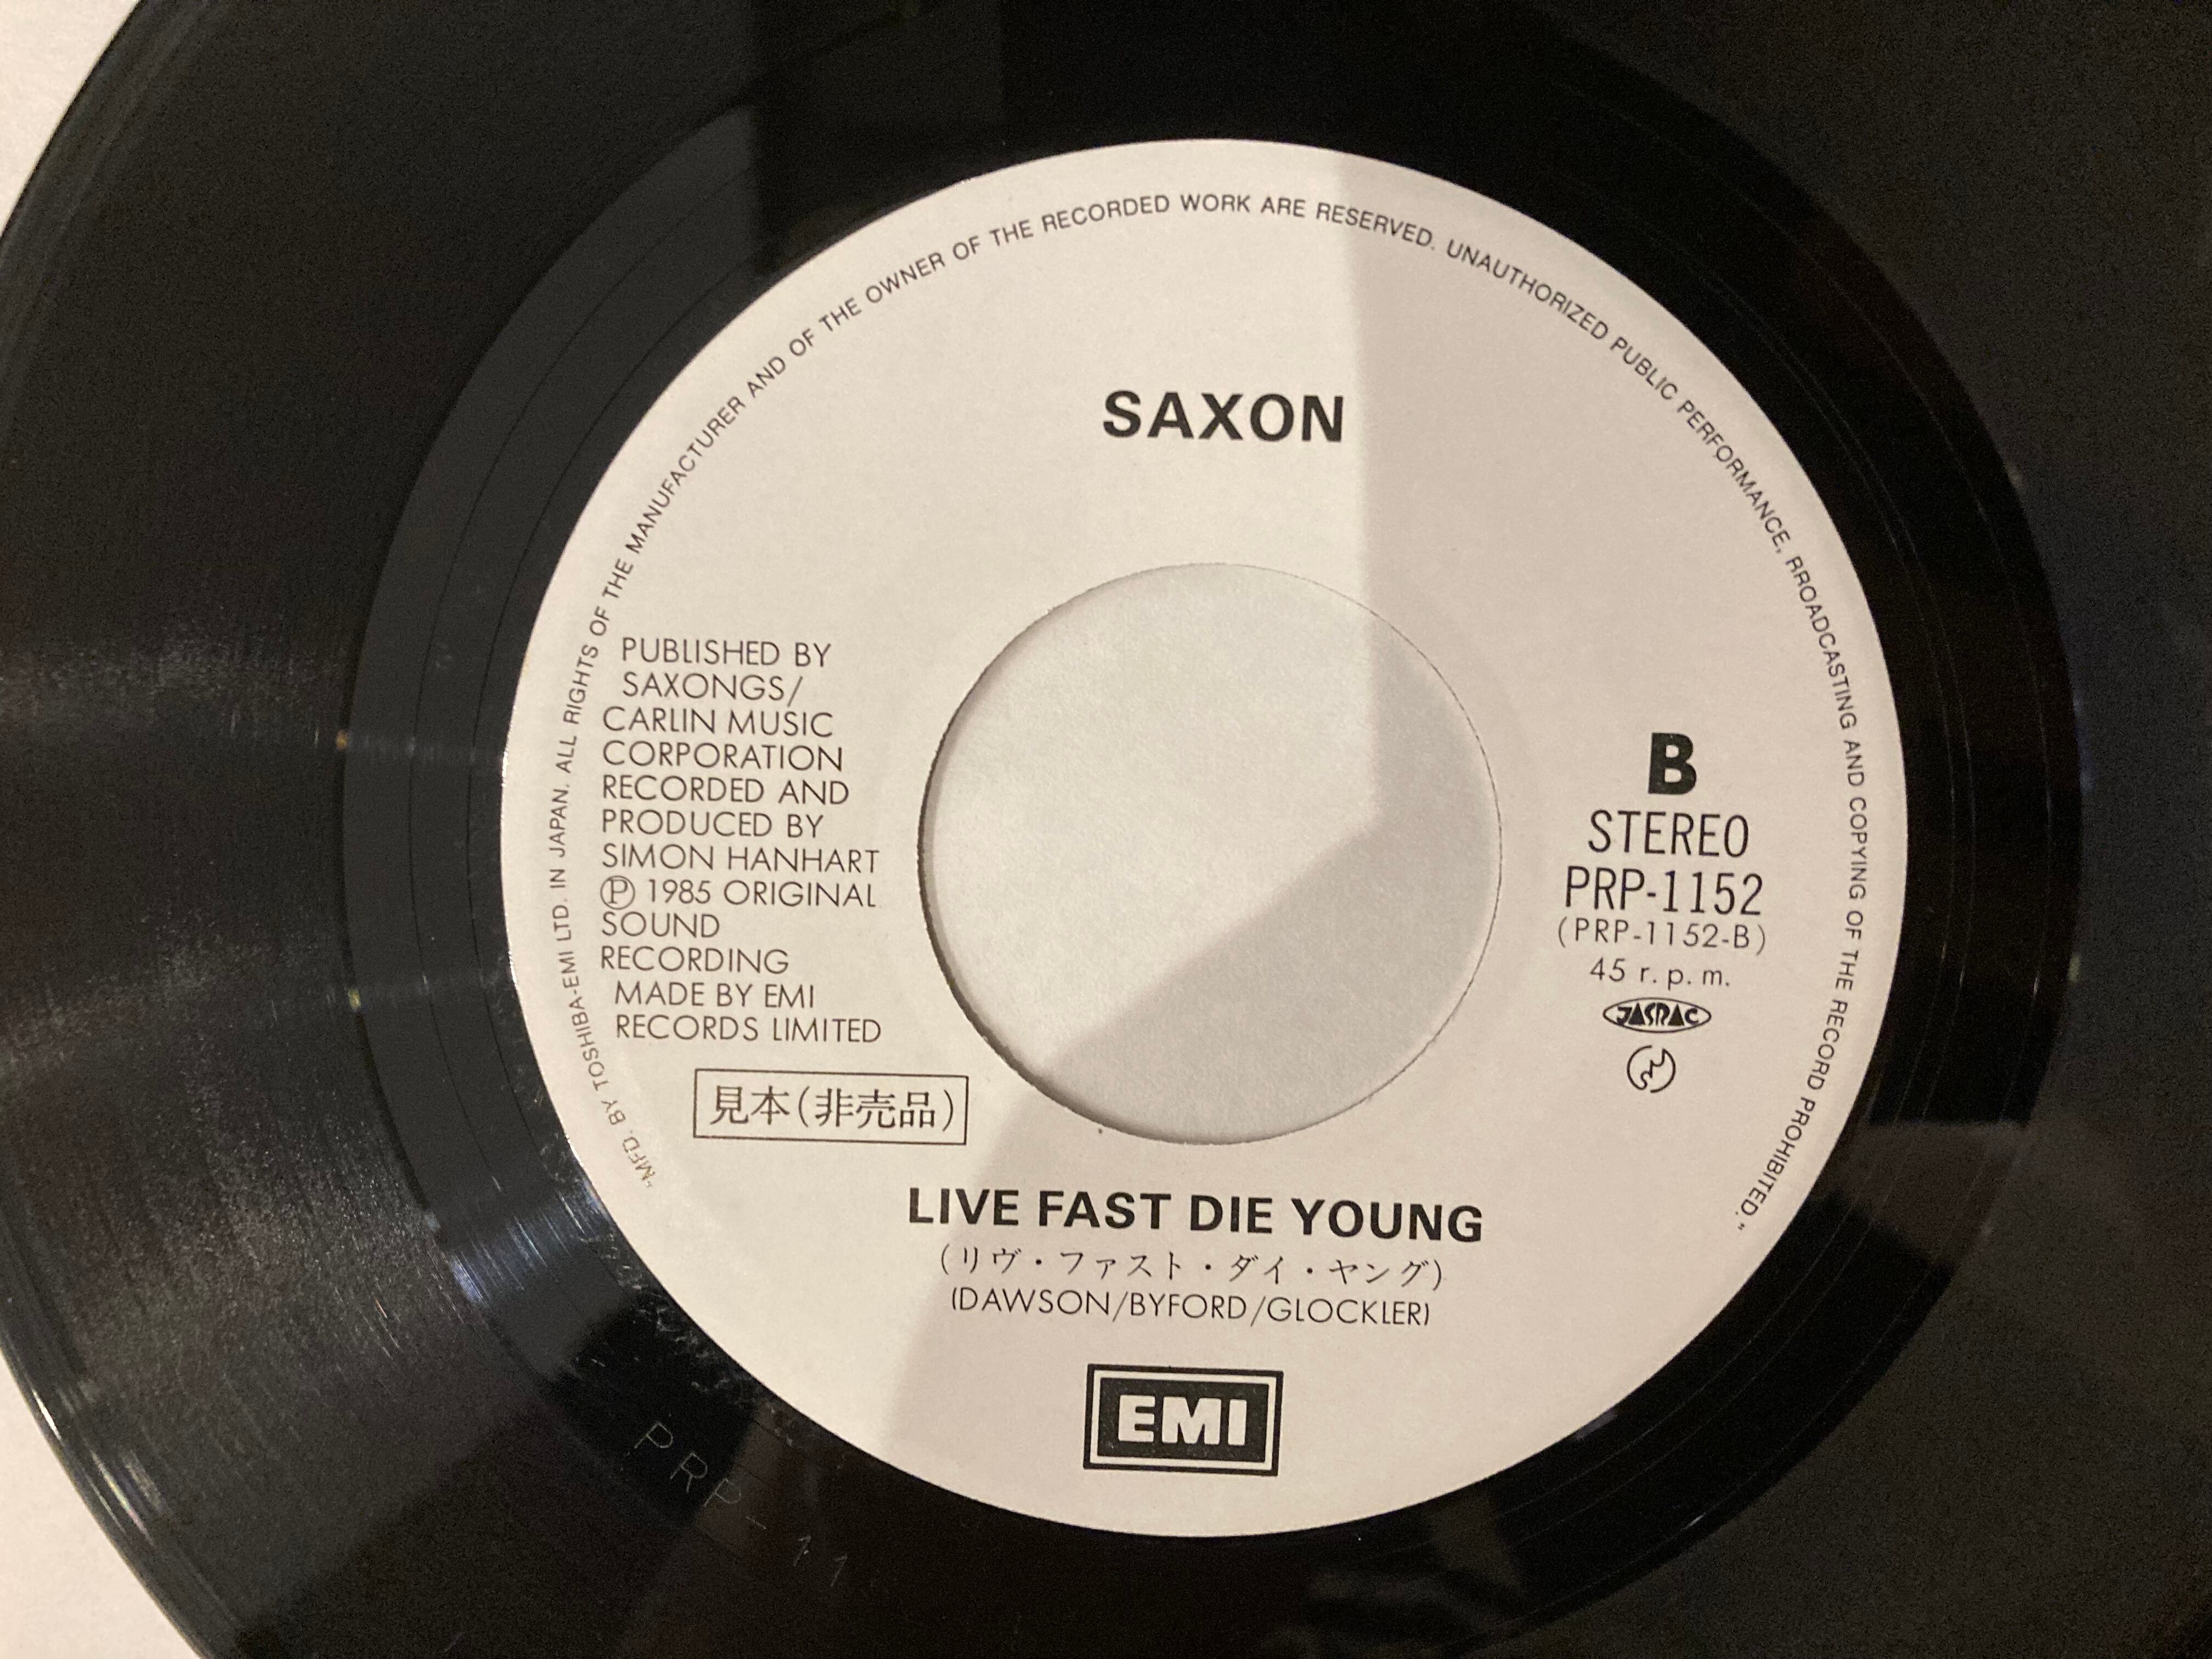 "MFD. BY TOSHIBA-EMI LTD. IN JAPAN. ALL RIGHTS OF THE MANUFACTURER AND OF THE OWNER OF THE RECORDED WORK ARE RESERVED. UNAUTHORIZED PUBLIC PERFORMANCE, RROADCASTING AND COPYING OF THE RECORD PROHIBITED."
SAXON
PUBLISHED BY
SAXONGS/
CARLIN MUSIC
CORPORATION
RECORDED AND
PRODUCED BY
SIMON HANHART
Ⓟ 1985 ORIGINAL
SOUND
RECORDING
MADE BY EMI
RECORDS LIMITED
見本(非売品)
B
STEREO
PRP-1152
(PRP-1152-B)
45 r.p.m.
JASRAC
LIVE FAST DIE YOUNG
(リヴ・ファスト・ダイ・ヤング)
(DAWSON/BYFORD/GLOCKLER)
EMI
PRP-11